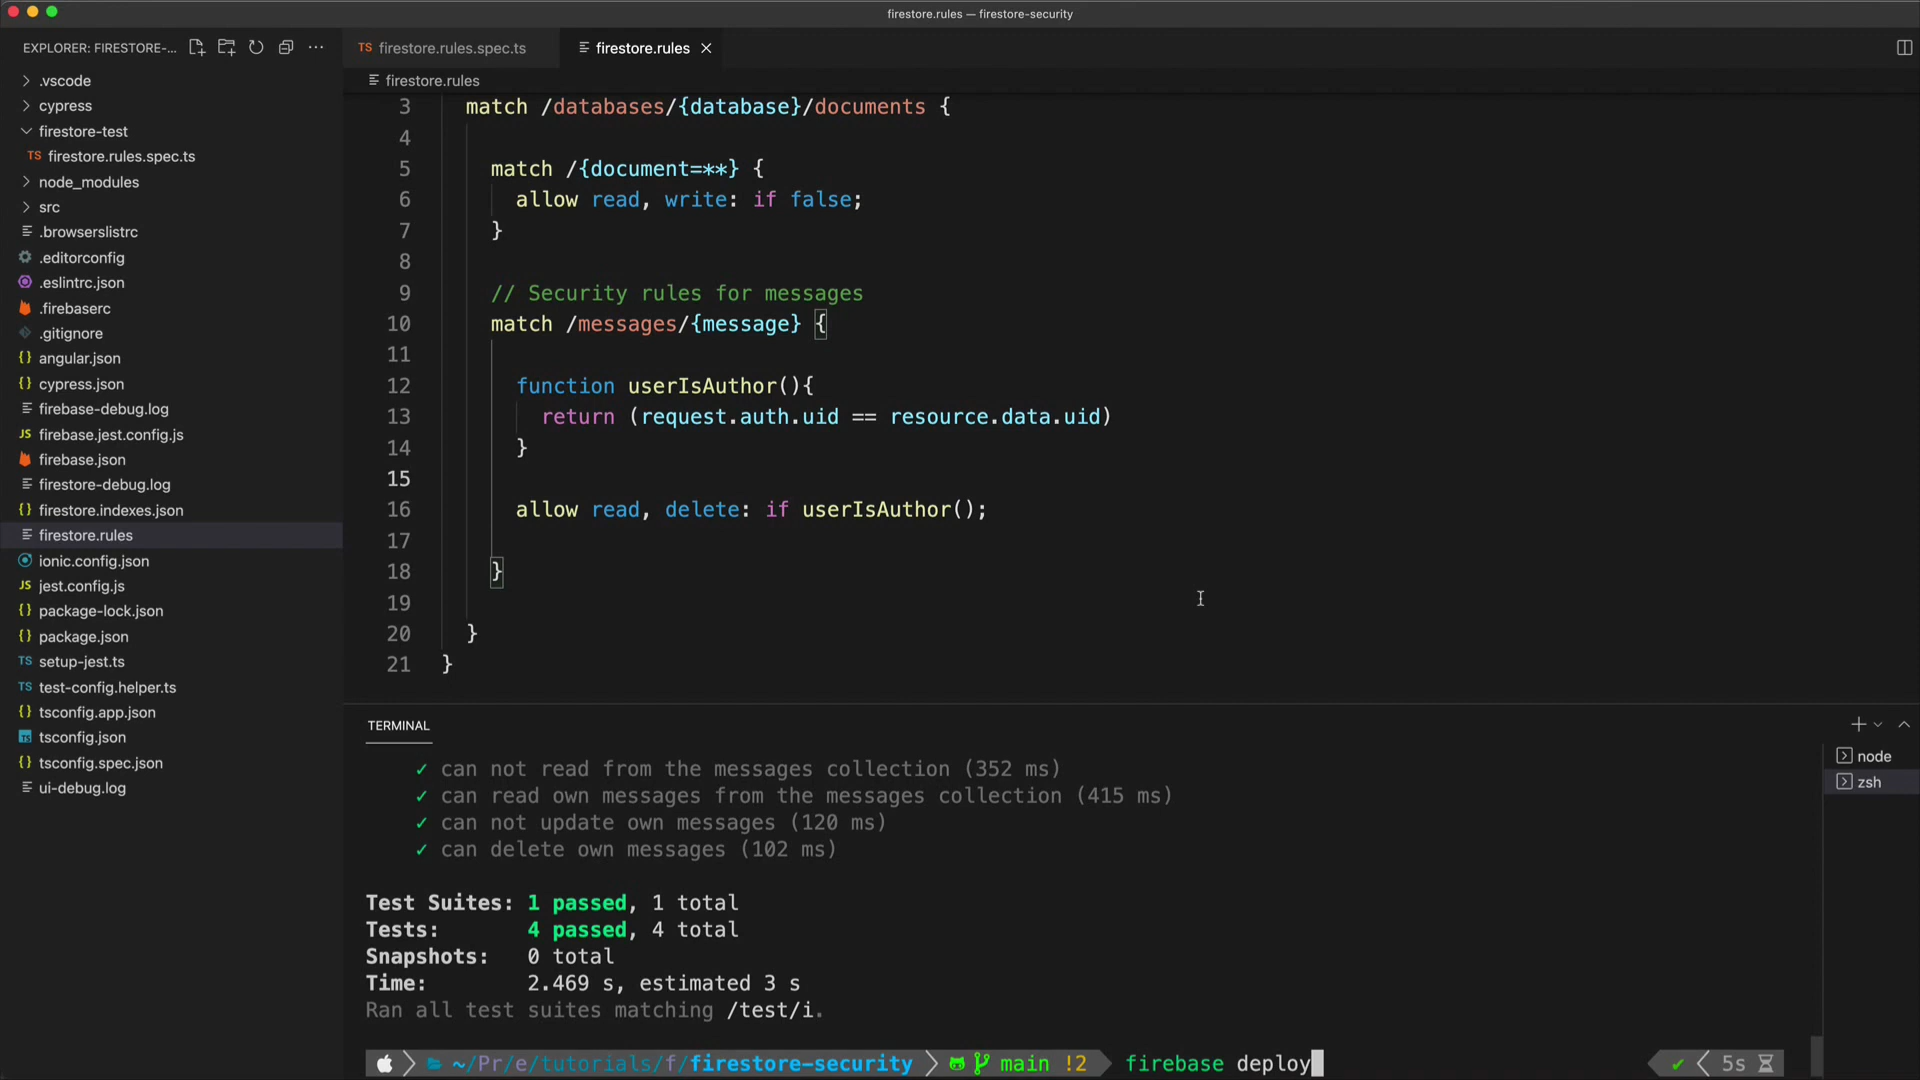 firestore.rules — firestore-security
EXPLORER: FIRESTORE-...
TS firestore.rules.spec.ts
firestore.rules
firestore.rules
.vscode
cypress
firestore-test
TS firestore.rules.spec.ts
node_modules
src
.browserslistrc
.editorconfig
.eslintrc.json
.firebaserc
.gitignore
{} angular.json
{} cypress.json
firebase-debug.log
JS firebase.jest.config.js
firebase.json
firestore-debug.log
{} firestore.indexes.json
firestore.rules
ionic.config.json
JS jest.config.js
{} package-lock.json
{} package.json
TS setup-jest.ts
TS test-config.helper.ts
{} tsconfig.app.json
TS tsconfig.json
{} tsconfig.spec.json
ui-debug.log
3 match /databases/{database}/documents {
4
5 match /{document=**} {
6 allow read, write: if false;
7 }
8
9 // Security rules for messages
10 match /messages/{message} {
11
12 function userIsAuthor(){
13 return (request.auth.uid == resource.data.uid)
14 }
15
16 allow read, delete: if userIsAuthor();
17
18 }
19
20 }
21 }
TERMINAL
node
zsh
✓ can not read from the messages collection (352 ms)
✓ can read own messages from the messages collection (415 ms)
✓ can not update own messages (120 ms)
✓ can delete own messages (102 ms)
Test Suites: 1 passed, 1 total
Tests: 4 passed, 4 total
Snapshots: 0 total
Time: 2.469 s, estimated 3 s
Ran all test suites matching /test/i.
~/Pr/e/tutorials/f/firestore-security main !2 firebase deploy ✓ 5s